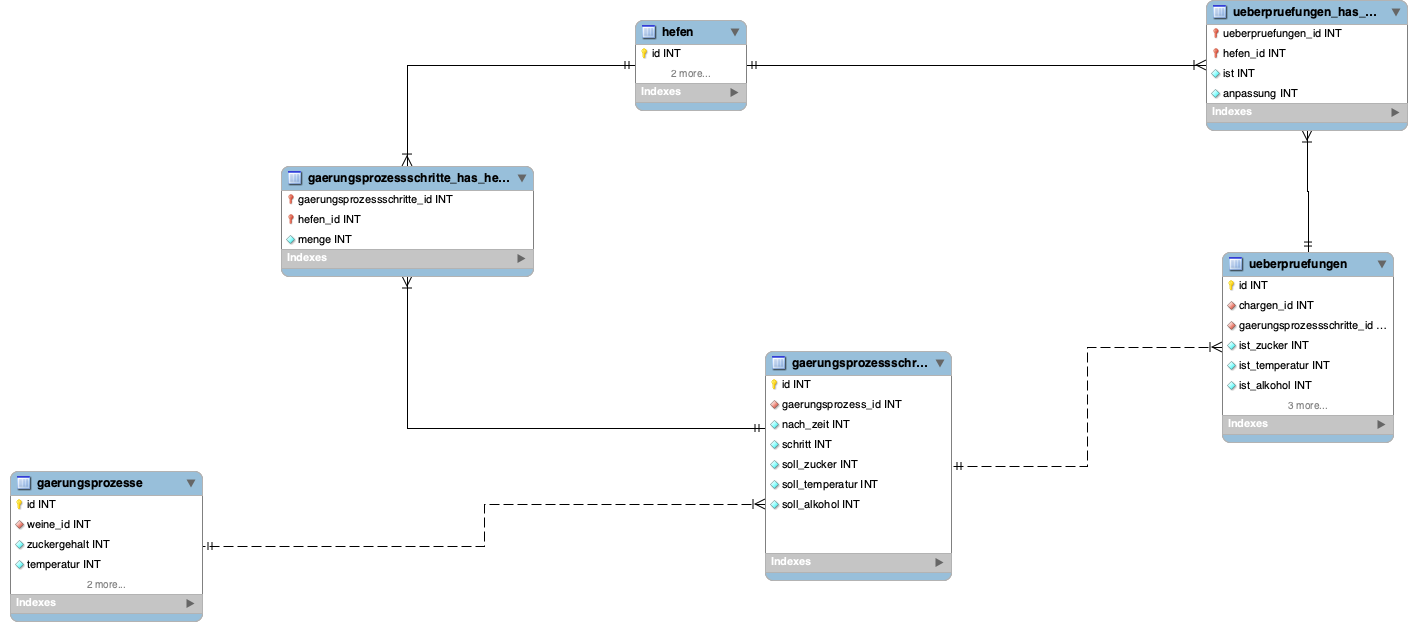 hefen
id INT
2 more...
Indexes
ueberpruefungen_has_...
ueberpruefungen_id INT
hefen_id INT
ist INT
anpassung INT
Indexes
gaerungsprozessschritte_has_he...
gaerungsprozessschritte_id INT
hefen_id INT
menge INT
Indexes
ueberpruefungen
id INT
chargen_id INT
gaerungsprozessschritte_id ...
ist_zucker INT
ist_temperatur INT
ist_alkohol INT
3 more...
Indexes
gaerungsprozessschr...
id INT
gaerungsprozess_id INT
nach_zeit INT
schritt INT
soll_zucker INT
soll_temperatur INT
soll_alkohol INT
Indexes
gaerungsprozesse
id INT
weine_id INT
zuckergehalt INT
temperatur INT
2 more...
Indexes